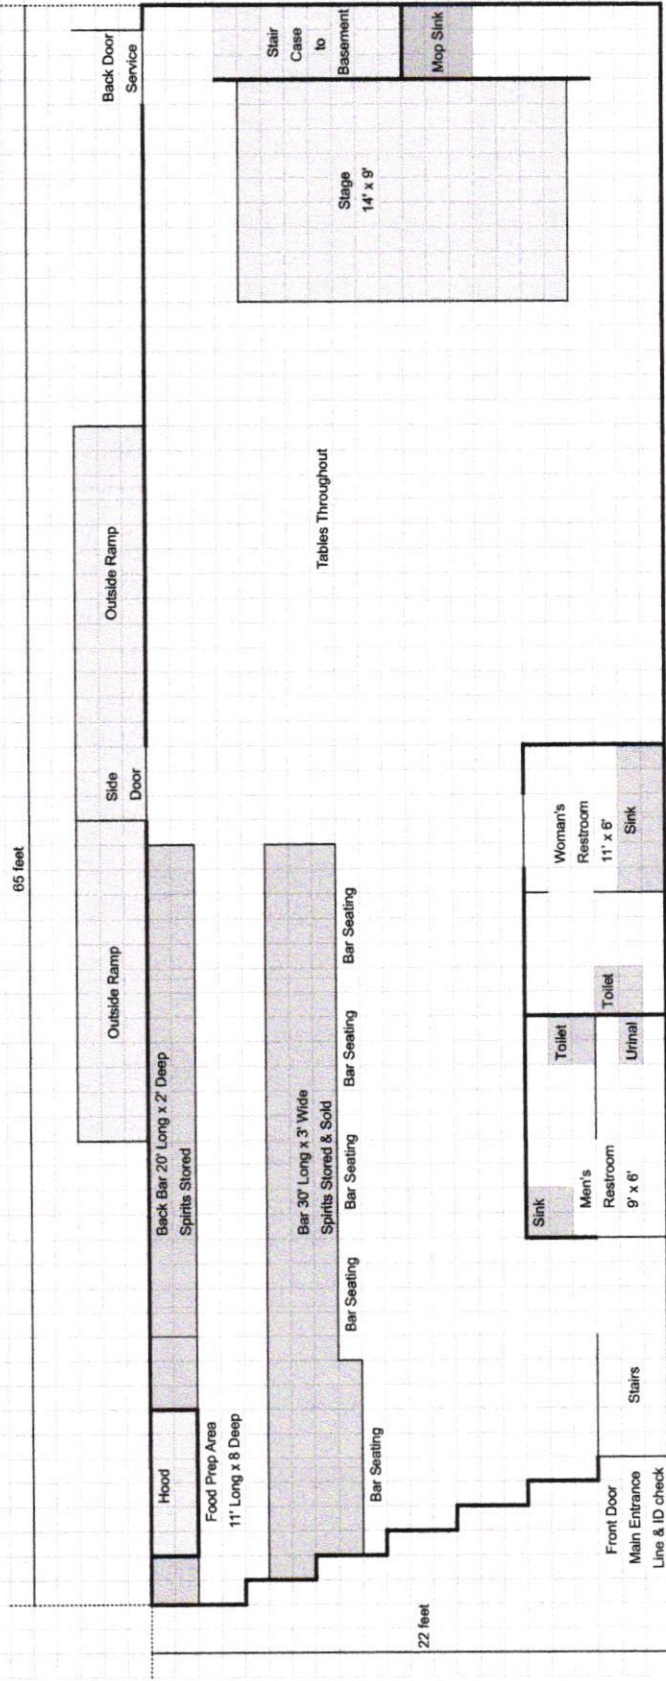 65 feet
22 feet
Back Door
Service
Outside Ramp
Side
Door
Outside Ramp
Stair
Case
to
Basement
Mop Sink
Stage
14' x 9'
Tables Throughout
Back Bar 20' Long x 2' Deep
Spirits Stored
Bar 30' Long x 3' Wide
Spirits Stored & Sold
Bar Seating
Bar Seating
Bar Seating
Bar Seating
Bar Seating
Hood
Food Prep Area
11' Long x 8 Deep
Woman's
Restroom
11' x 6'
Sink
Toilet
Toilet
Urinal
Sink
Men's
Restroom
9' x 6'
Stairs
Front Door
Main Entrance
Line & ID check